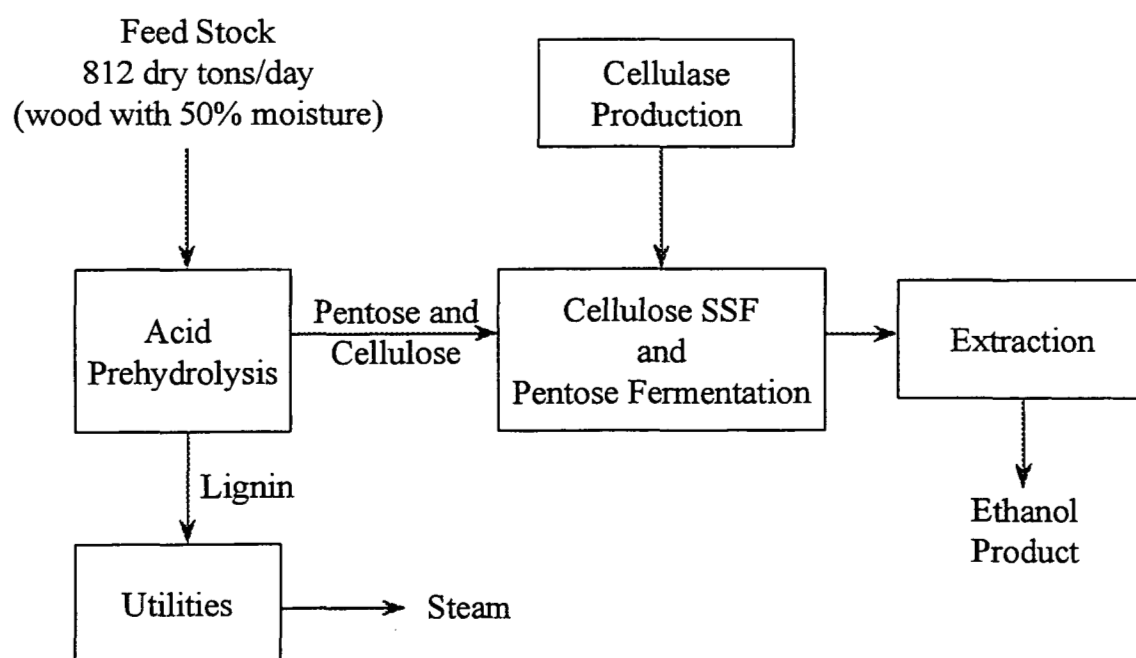 Feed Stock
812 dry tons/day
(wood with 50% moisture)
Cellulase
Production
Acid
Prehydrolysis
Pentose and
Cellulose
Cellulose SSF
and
Pentose Fermentation
Extraction
Lignin
Ethanol
Product
Utilities
Steam